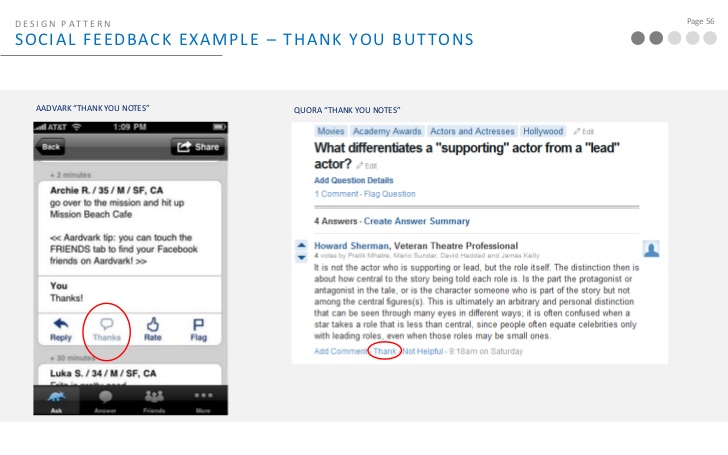 DESIGN PATTERN
SOCIAL FEEDBACK EXAMPLE – THANK YOU BUTTONS
Page 56
AADVARK "THANK YOU NOTES"
AT&T 1:09 PM
Back
Share
+ 2 minutes
Archie R. / 35 / M / SF, CA
go over to the mission and hit up
Mission Beach Cafe
<< Aardvark tip: you can touch the
FRIENDS tab to find your Facebook
friends on Aardvark! >>
You
Thanks!
Reply Thanks Rate Flag
+ 30 minutes
Luka S. / 34 / M / SF, CA
Ask Answer Friends More
QUORA "THANK YOU NOTES"
Movies Academy Awards Actors and Actresses Hollywood Edit
What differentiates a "supporting" actor from a "lead"
actor? Edit
Add Question Details
1 Comment - Flag Question
4 Answers - Create Answer Summary
Howard Sherman, Veteran Theatre Professional
4 votes by Pratik Mhatre, Mario Sundar, David Haddad and James Kelly
It is not the actor who is supporting or lead, but the role itself. The distinction then is
about how central to the story being told each role is. Is the part the protagonist or
antagonist in the tale, or is the character someone who is part of the story but not
among the central figures(s). This is ultimately an arbitrary and personal distinction
that can be seen through many eyes in different ways; it is often confused when a
star takes a role that is less than central, since people often equate celebrities only
with leading roles, even when those roles may be small ones.
Add Comment Thank Not Helpful - 9:18am on Saturday